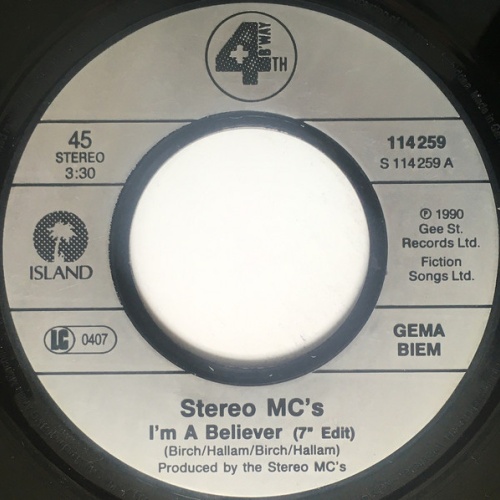 4TH
B'WAY
45
STEREO
3:30
114259
S 114259 A
ISLAND
℗ 1990
Gee St.
Records Ltd.
Fiction
Songs Ltd.
LC 0407
GEMA
BIEM
Stereo MC's
I'm A Believer (7" Edit)
(Birch/Hallam/Birch/Hallam)
Produced by the Stereo MC's